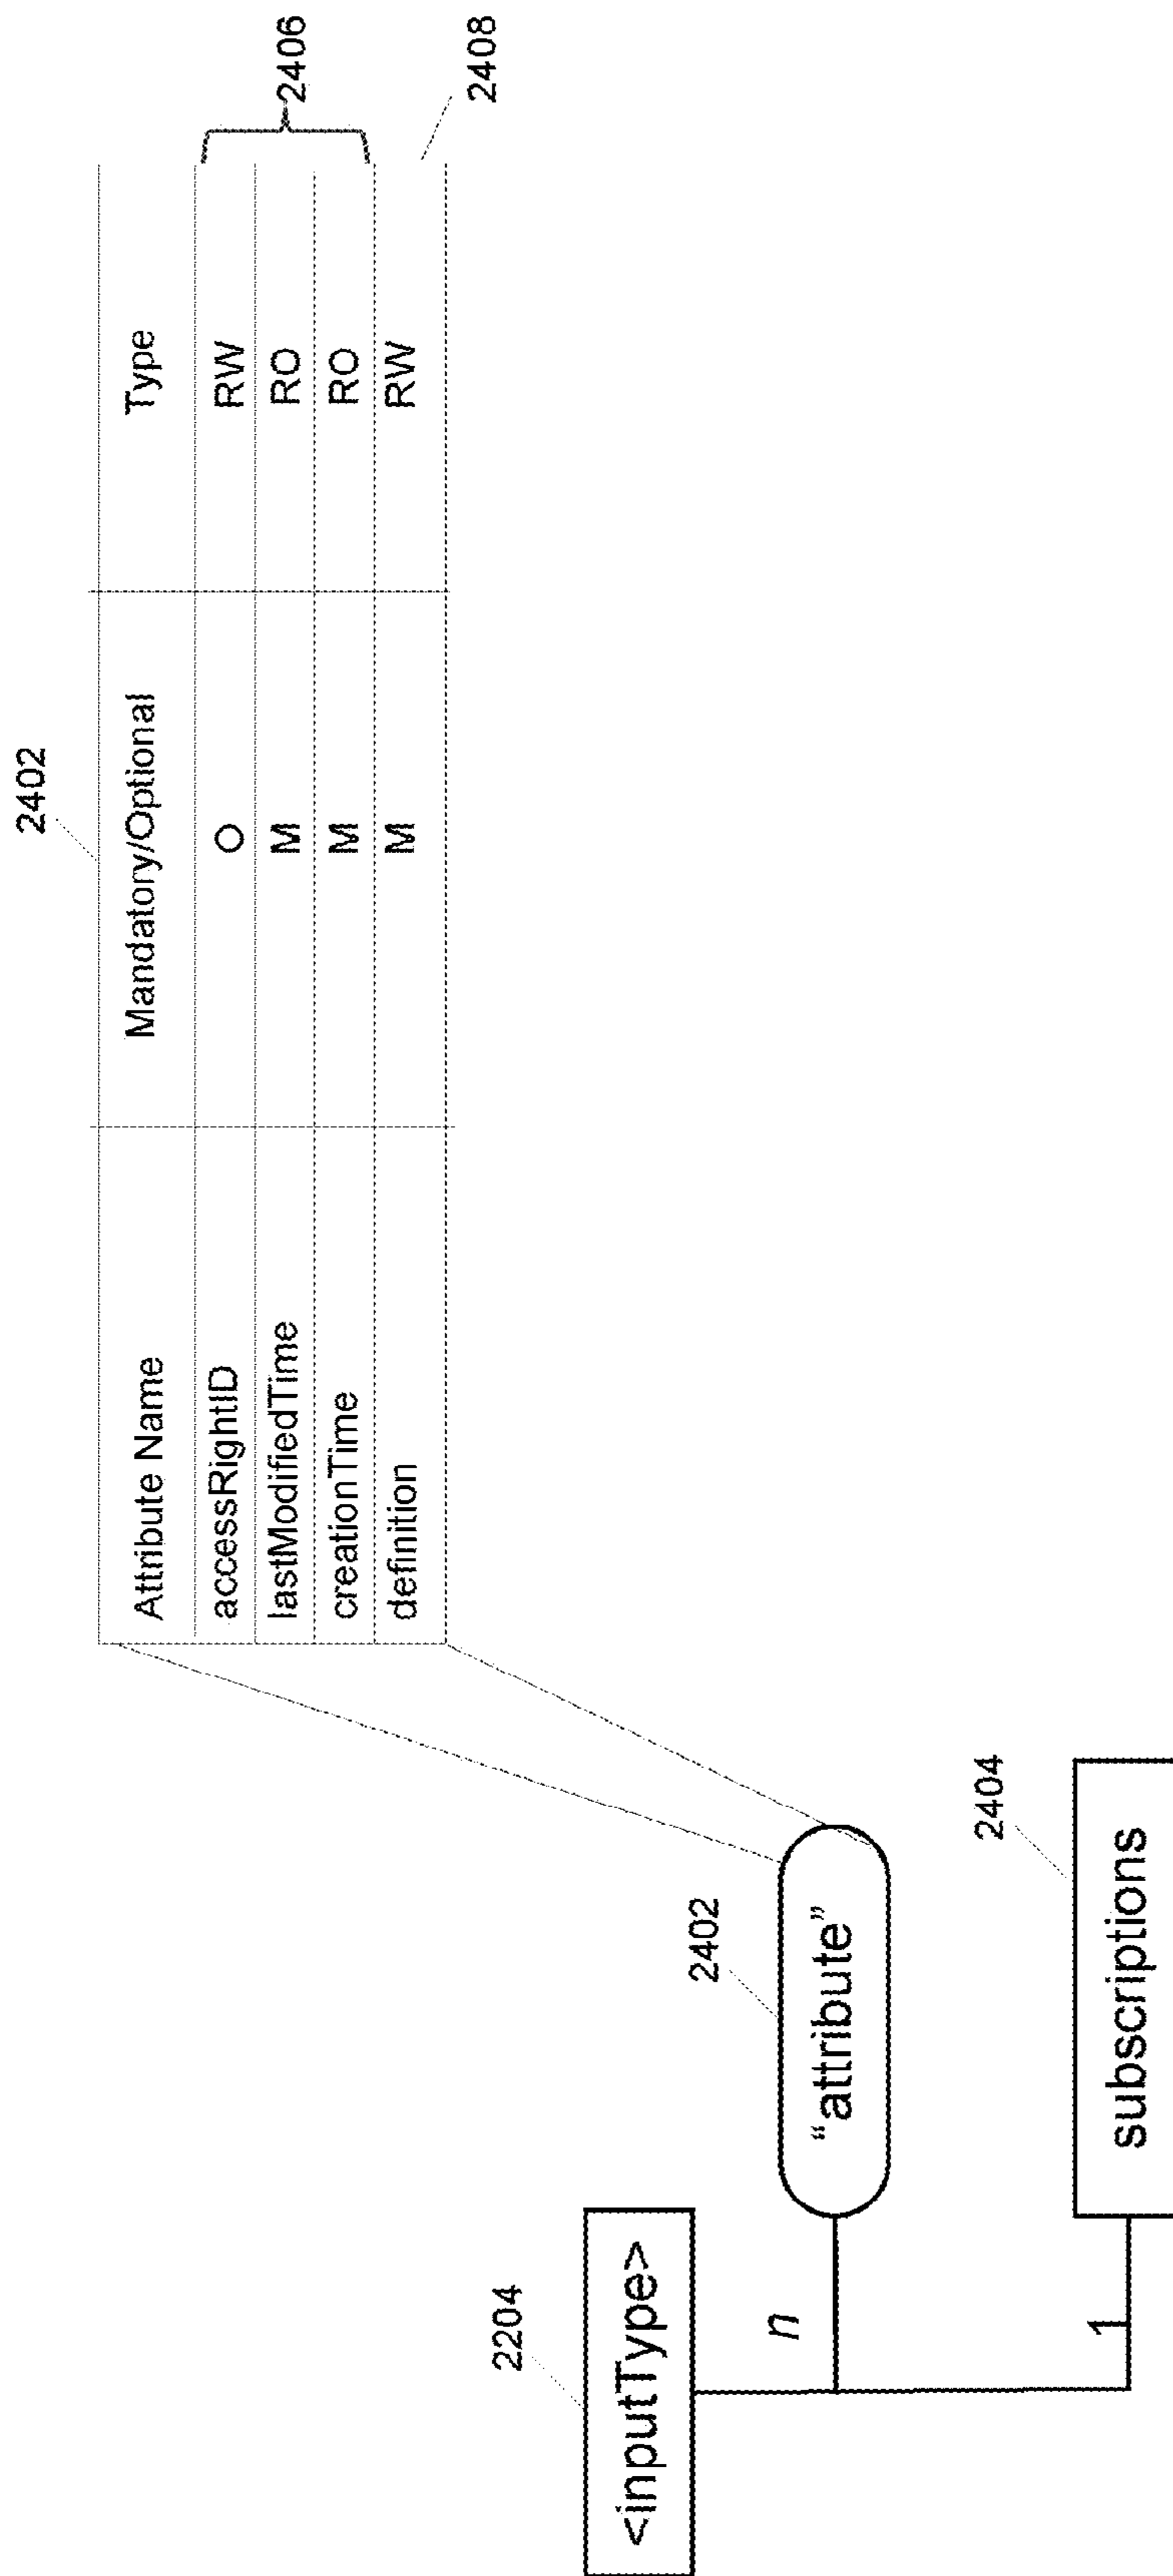 2402
Attribute Name Mandatory/Optional Type
accessRightID O RW
lastModifiedTime M RO
creationTime M RO
definition M RW
2406
2408
2204
<inputType>
n
2402
“attribute”
2404
1
subscriptions